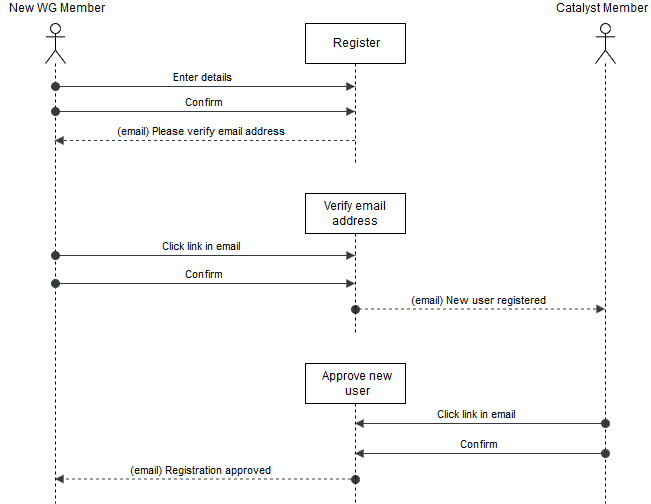 New WG Member
Catalyst Member
Register
Enter details
Confirm
(email) Please verify email address
Verify email
address
Click link in email
Confirm
(email) New user registered
Approve new
user
Click link in email
Confirm
(email) Registration approved